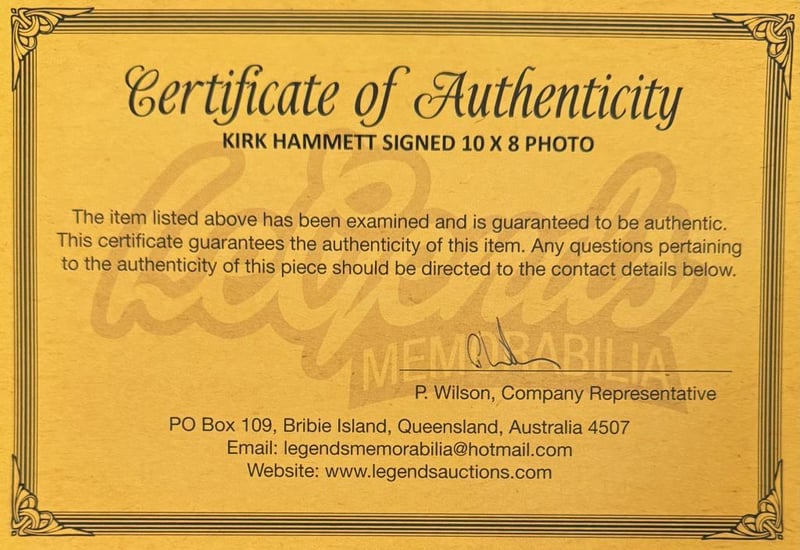 Certificate of Authenticity
KIRK HAMMETT SIGNED 10 X 8 PHOTO
Legends
MEMORABILIA
The item listed above has been examined and is guaranteed to be authentic.
This certificate guarantees the authenticity of this item. Any questions pertaining
to the authenticity of this piece should be directed to the contact details below.
P. Wilson, Company Representative
PO Box 109, Bribie Island, Queensland, Australia 4507
Email: legendsmemorabilia@hotmail.com
Website: www.legendsauctions.com